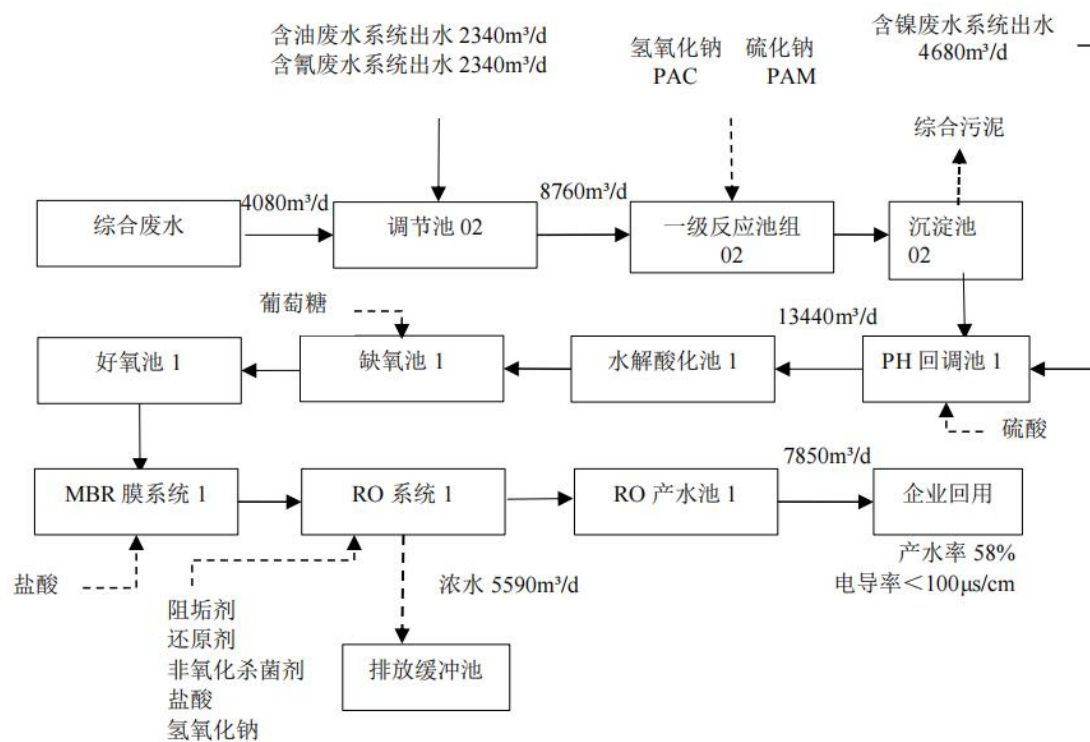 含油废水系统出水 2340m³/d
含氰废水系统出水 2340m³/d
氢氧化钠 硫化钠
PAC PAM
含镍废水系统出水
4680m³/d
综合污泥
综合废水
4080m³/d
调节池 02
8760m³/d
一级反应池组
02
沉淀池
02
葡萄糖
13440m³/d
好氧池 1
缺氧池 1
水解酸化池 1
PH 回调池 1
硫酸
7850m³/d
MBR 膜系统 1
RO 系统 1
RO 产水池 1
企业回用
产水率 58%
电导率＜100μs/cm
盐酸
浓水 5590m³/d
阻垢剂
还原剂
非氧化杀菌剂
盐酸
氢氧化钠
排放缓冲池